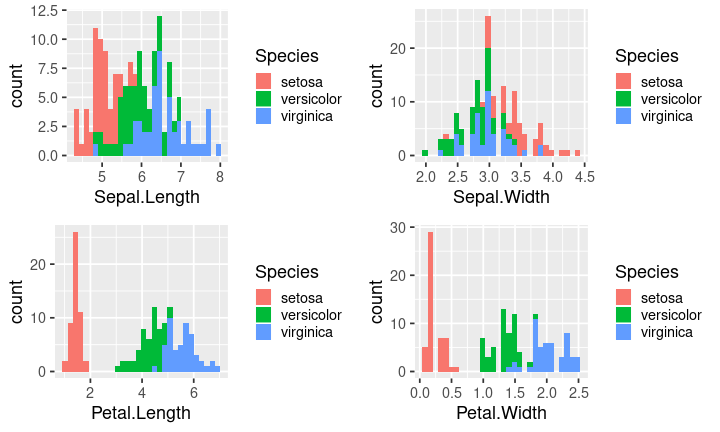 12.5
10.0
7.5
5.0
2.5
0.0
count
5 6 7 8
Sepal.Length
Species
setosa
versicolor
virginica
20
10
0
count
2.0 2.5 3.0 3.5 4.0 4.5
Sepal.Width
Species
setosa
versicolor
virginica
20
10
0
count
2 4 6
Petal.Length
Species
setosa
versicolor
virginica
30
20
10
0
count
0.0 0.5 1.0 1.5 2.0 2.5
Petal.Width
Species
setosa
versicolor
virginica